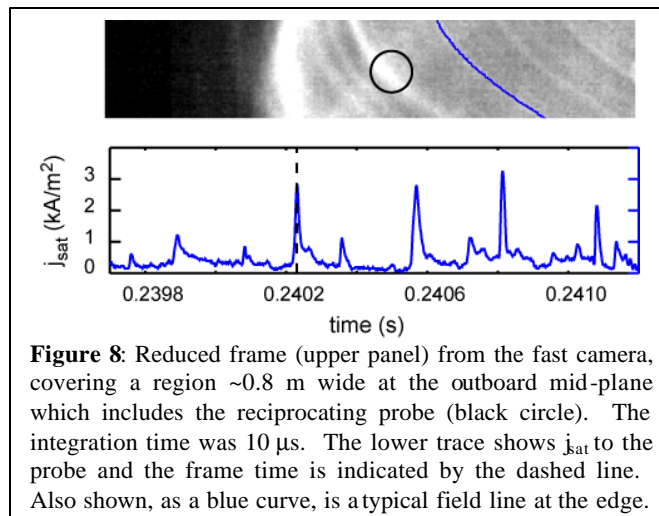 3
2
1
0
j_sat (kA/m²)
0.2398 0.2402 0.2406 0.2410
time (s)
Figure 8: Reduced frame (upper panel) from the fast camera,
covering a region ~0.8 m wide at the outboard mid-plane
which includes the reciprocating probe (black circle). The
integration time was 10 μs. The lower trace shows j_sat to the
probe and the frame time is indicated by the dashed line.
Also shown, as a blue curve, is a typical field line at the edge.